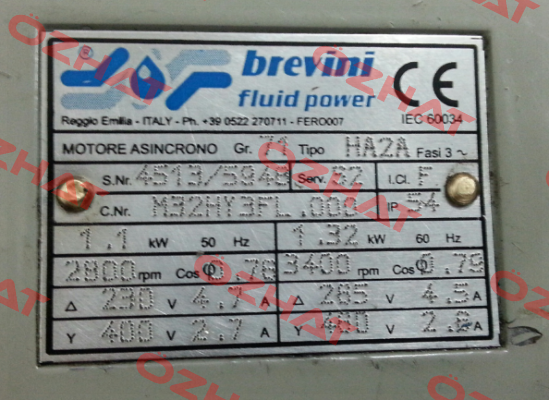 brevini
fluid power
CE
Reggio Emilia - ITALY - Ph. +39 0522 270711 - FERO007
IEC 60034
MOTORE ASINCRONO Gr. 71 Tipo HA2A Fasi 3 ~
S.Nr. 4513/5948 Serv. S2 I.Cl. F
C.Nr. M32HY3FL.000 IP 54
1.1 kW 50 Hz 1.32 kW 60 Hz
2800 rpm Cos φ 0.78 3400 rpm Cos φ 0.79
Δ 230 V 4.7 A Δ 265 V 4.5 A
Y 400 V 2.7 A Y 460 V 2.6 A
OZHAT